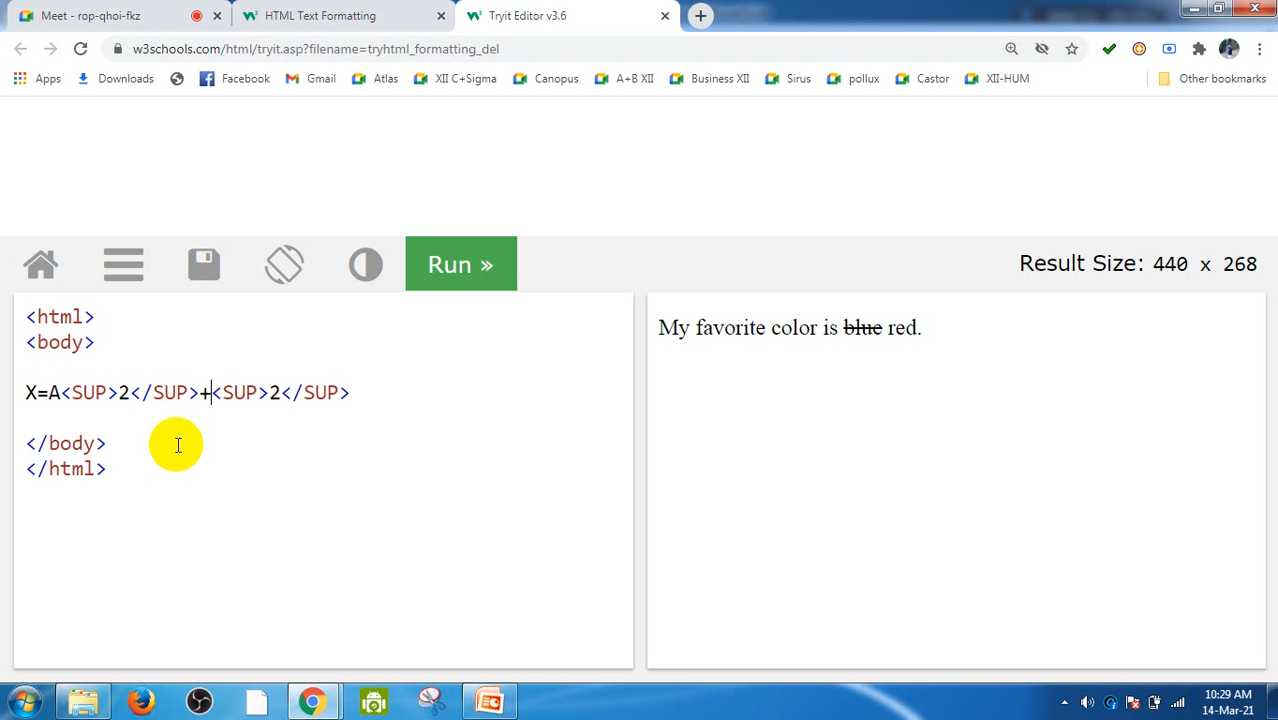 Meet - rop-qhoi-fkz
HTML Text Formatting
Tryit Editor v3.6
w3schools.com/html/tryit.asp?filename=tryhtml_formatting_del
Apps Downloads Facebook Gmail Atlas XII C+Sigma Canopus A+B XII Business XII Sirus pollux Castor XII-HUM Other bookmarks
Run »
Result Size: 440 x 268
<html>
<body>
X=A<SUP>2</SUP>+<SUP>2</SUP>
</body>
</html>
My favorite color is blue red.
10:29 AM
14-Mar-21